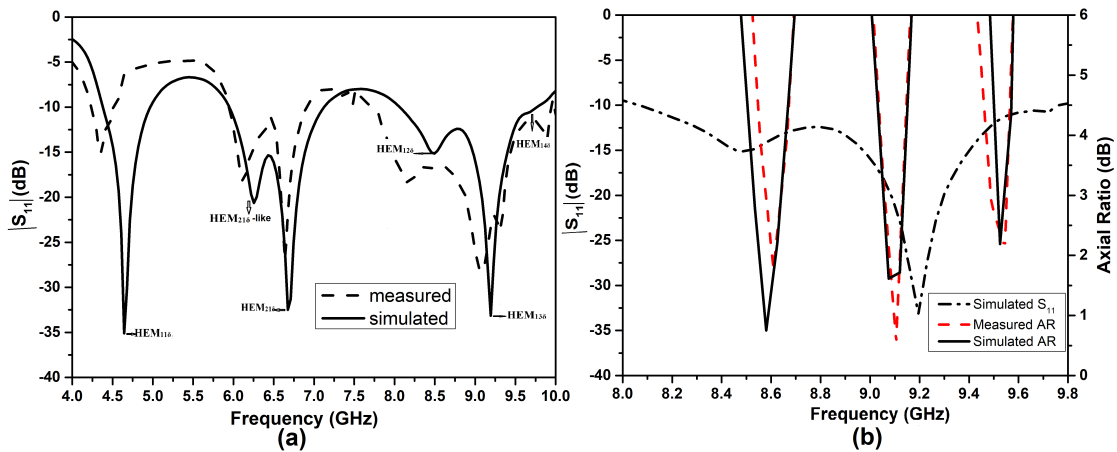 (a)
|S11| (dB)
0
-5
-10
-15
-20
-25
-30
-35
-40
HEM11δ
HEM21δ -like
HEM21δ
HEM12δ
HEM13δ
HEM14δ
measured
simulated
4.0 4.5 5.0 5.5 6.0 6.5 7.0 7.5 8.0 8.5 9.0 9.5 10.0
Frequency (GHz)
(a)
|S11| (dB)
0
-5
-10
-15
-20
-25
-30
-35
-40
Simulated S11
Measured AR
Simulated AR
6
5
4
3
2
1
0
Axial Ratio (dB)
8.0 8.2 8.4 8.6 8.8 9.0 9.2 9.4 9.6 9.8
Frequency (GHz)
(b)